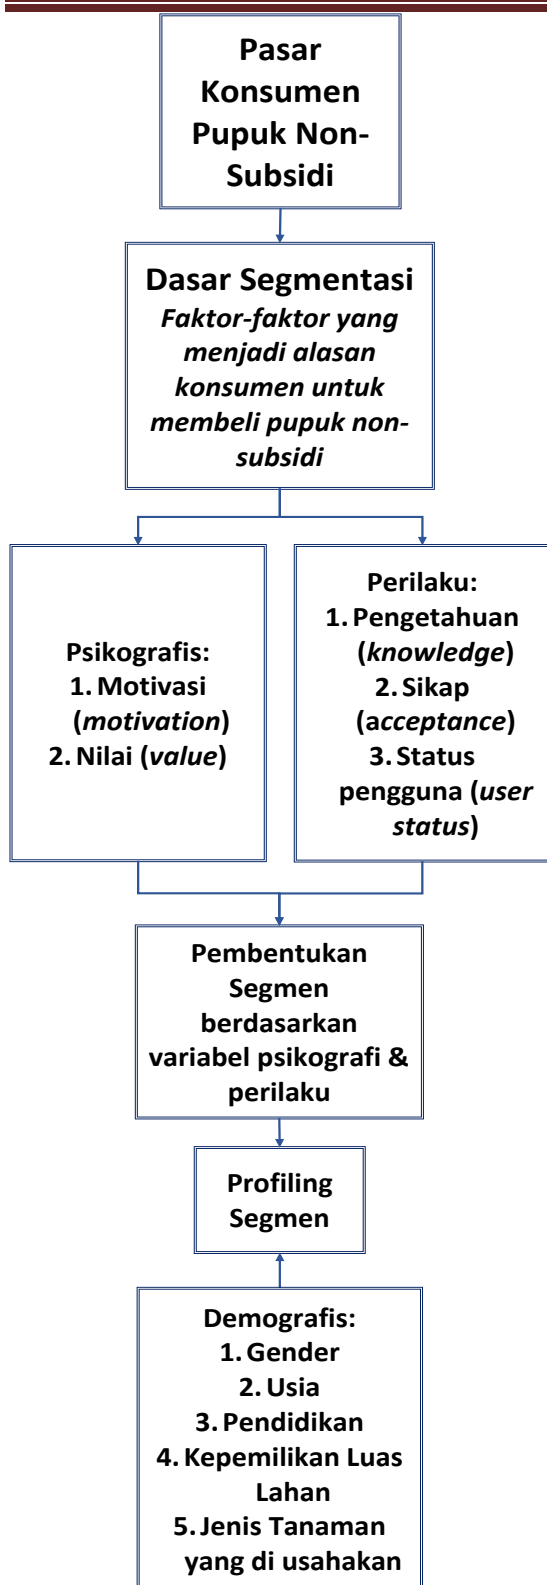 Pasar
Konsumen
Pupuk Non-
Subsidi
Dasar Segmentasi
Faktor-faktor yang
menjadi alasan
konsumen untuk
membeli pupuk non-
subsidi
Psikografis:
1. Motivasi
(motivation)
2. Nilai (value)
Perilaku:
1. Pengetahuan
(knowledge)
2. Sikap
(acceptance)
3. Status
pengguna (user
status)
Pembentukan
Segmen
berdasarkan
variabel psikografi &
perilaku
Profiling
Segmen
Demografis:
1. Gender
2. Usia
3. Pendidikan
4. Kepemilikan Luas
Lahan
5. Jenis Tanaman
yang di usahakan